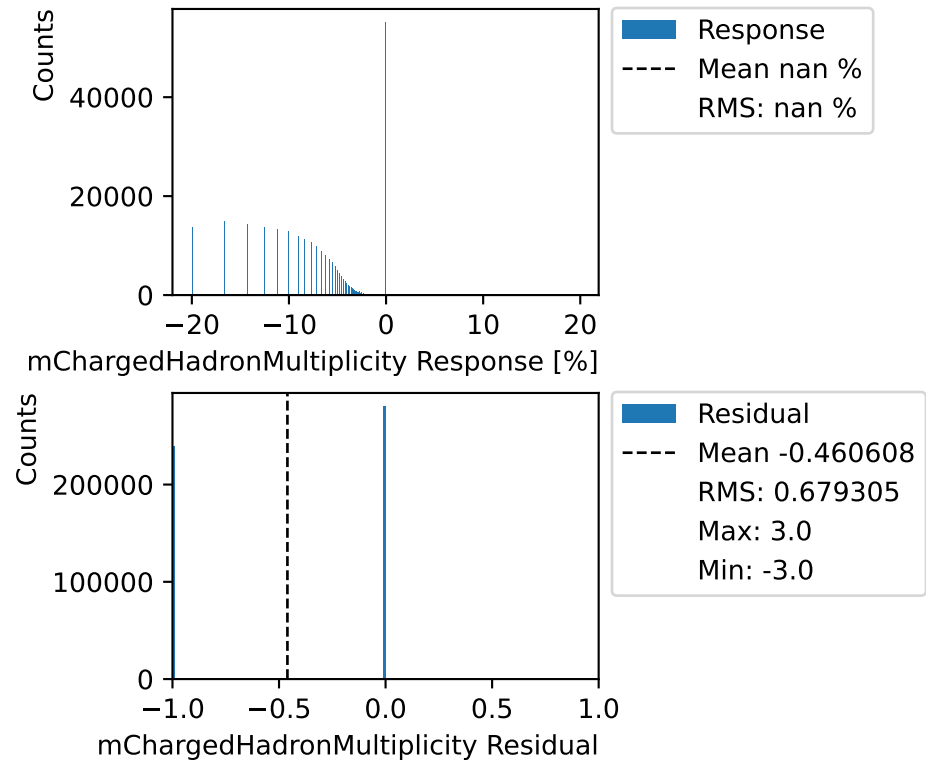 Counts
40000
20000
0
−20
−10
0
10
20
mChargedHadronMultiplicity Response [%]
Response
Mean nan %
RMS: nan %
Counts
200000
100000
0
−1.0
−0.5
0.0
0.5
1.0
mChargedHadronMultiplicity Residual
Residual
Mean -0.460608
RMS: 0.679305
Max: 3.0
Min: -3.0